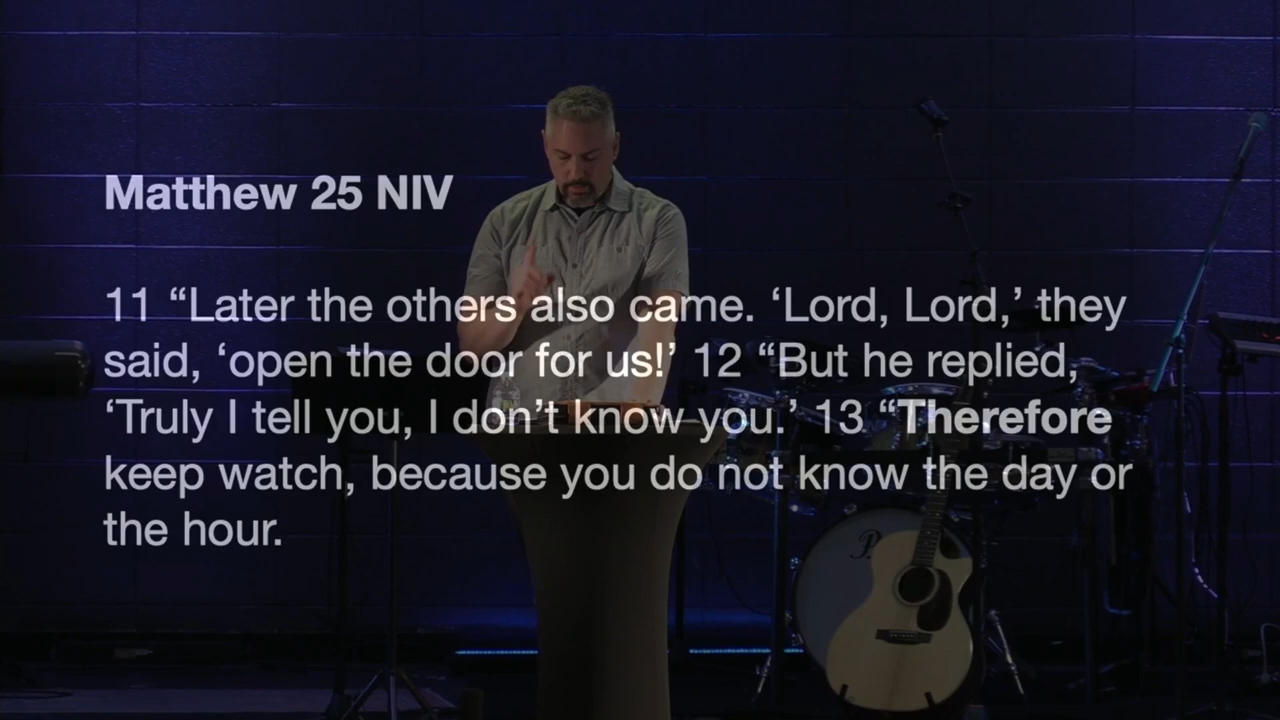 Matthew 25 NIV
11 “Later the others also came. ‘Lord, Lord,’ they
said, ‘open the door for us!’ 12 “But he replied,
‘Truly I tell you, I don’t know you.’ 13 “Therefore
keep watch, because you do not know the day or
the hour.